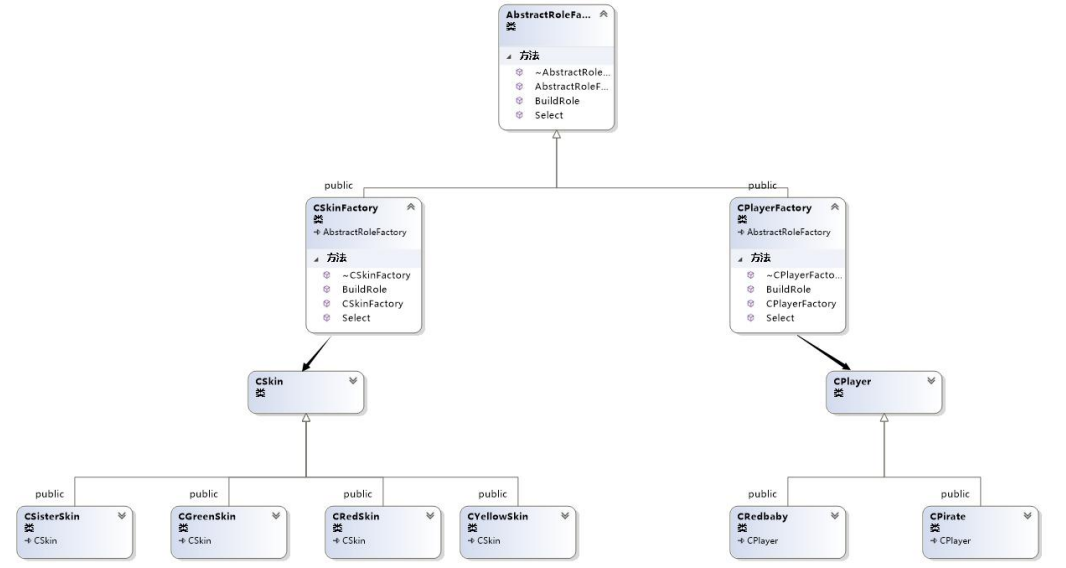 AbstractRoleFa...
类
方法
~AbstractRole...
AbstractRoleF...
BuildRole
Select
public
public
CSkinFactory
类
AbstractRoleFactory
方法
~CSkinFactory
BuildRole
CSkinFactory
Select
CPlayerFactory
类
AbstractRoleFactory
方法
~CPlayerFacto...
BuildRole
CPlayerFactory
Select
CSkin
类
CPlayer
类
public
public
public
public
public
public
CSisterSkin
类
CSkin
CGreenSkin
类
CSkin
CRedSkin
类
CSkin
CYellowSkin
类
CSkin
CRedbaby
类
CPlayer
CPirate
类
CPlayer